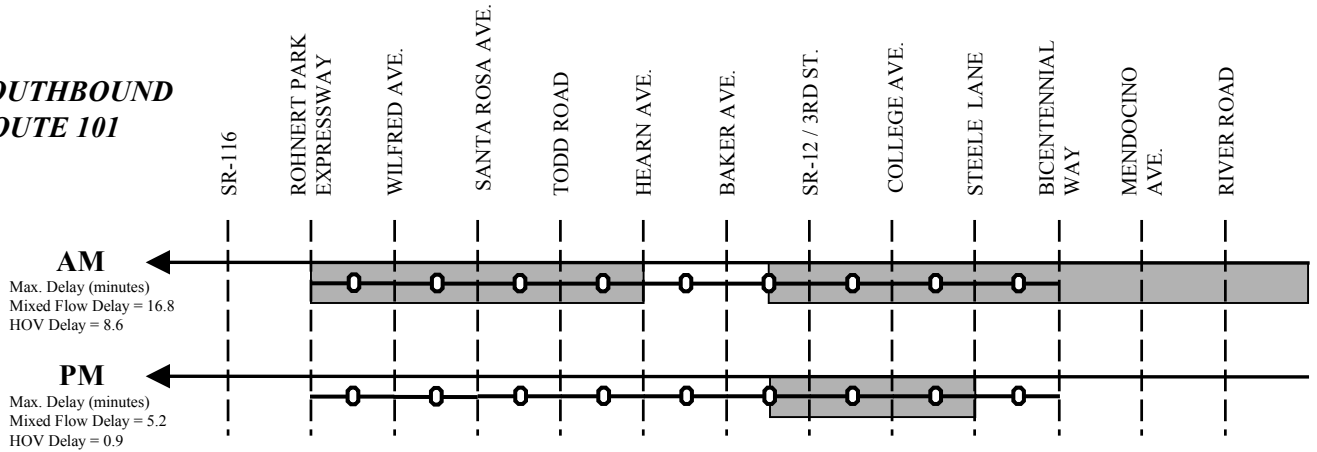 OUTHBOUND
OUTE 101
SR-116
ROHNERT PARK
EXPRESSWAY
WILFRED AVE.
SANTA ROSA AVE.
TODD ROAD
HEARN AVE.
BAKER AVE.
SR-12 / 3RD ST.
COLLEGE AVE.
STEELE LANE
BICENTENNIAL
WAY
MENDOCINO
AVE.
RIVER ROAD
AM
Max. Delay (minutes)
Mixed Flow Delay = 16.8
HOV Delay = 8.6
PM
Max. Delay (minutes)
Mixed Flow Delay = 5.2
HOV Delay = 0.9